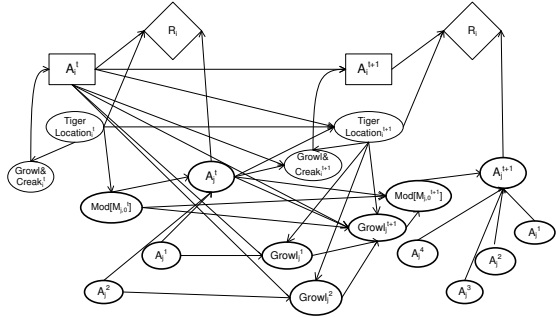 R_i
R_i
A_i^t
A_i^{t+1}
Tiger
Location_i^t
Tiger
Location_i^{t+1}
Growl&
Creak_i^t
A_j^t
Growl&
Creak_i^{t+1}
A_j^{t+1}
Mod[M_{j,0}^t]
Mod[M_{j,0}^{t+1}]
Growl_j^{t+1}
A_j^1
Growl_j^1
A_j^4
A_j^1
A_j^2
A_j^2
Growl_j^2
A_j^3